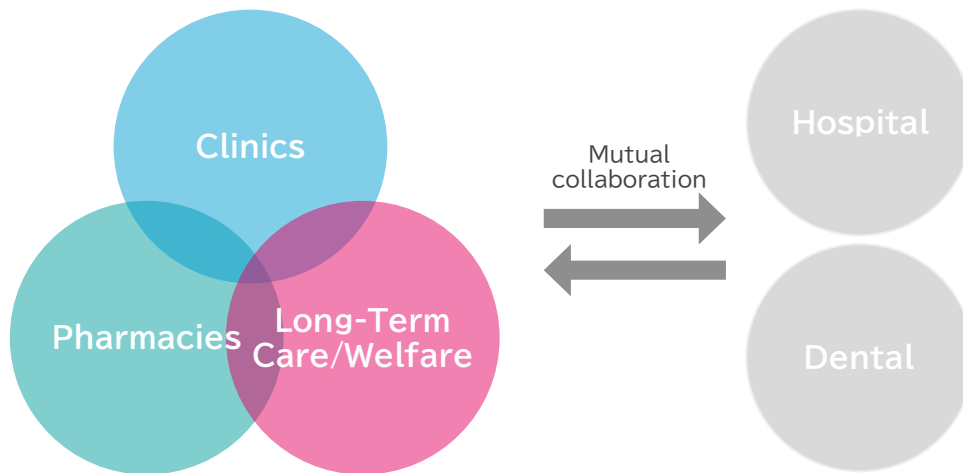 Clinics
Pharmacies
Long-Term
Care/Welfare
Mutual
collaboration
Hospital
Dental